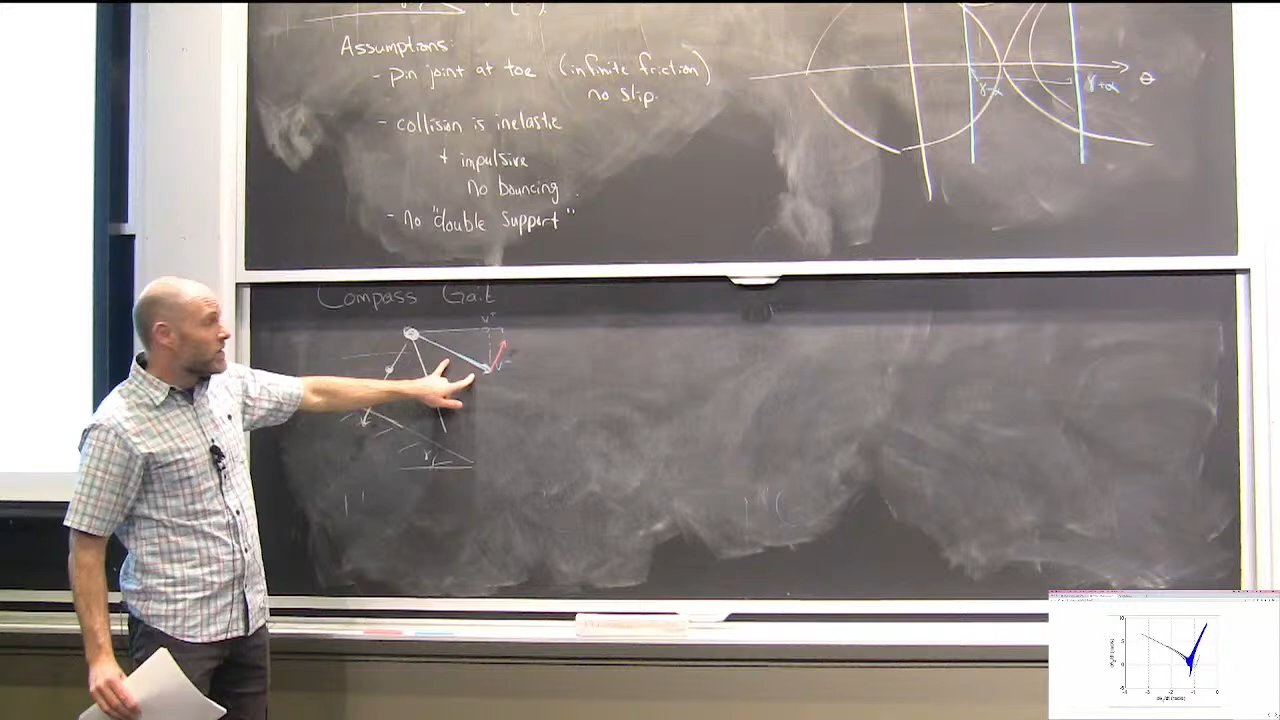 Assumptions:
- pin joint at toe (infinite friction)
no slip.
- collision is inelastic
+ impulsive
no bouncing.
- no "double support"
γ-α
γ+α
θ
Compass Gait
V⁺
V⁻
γ